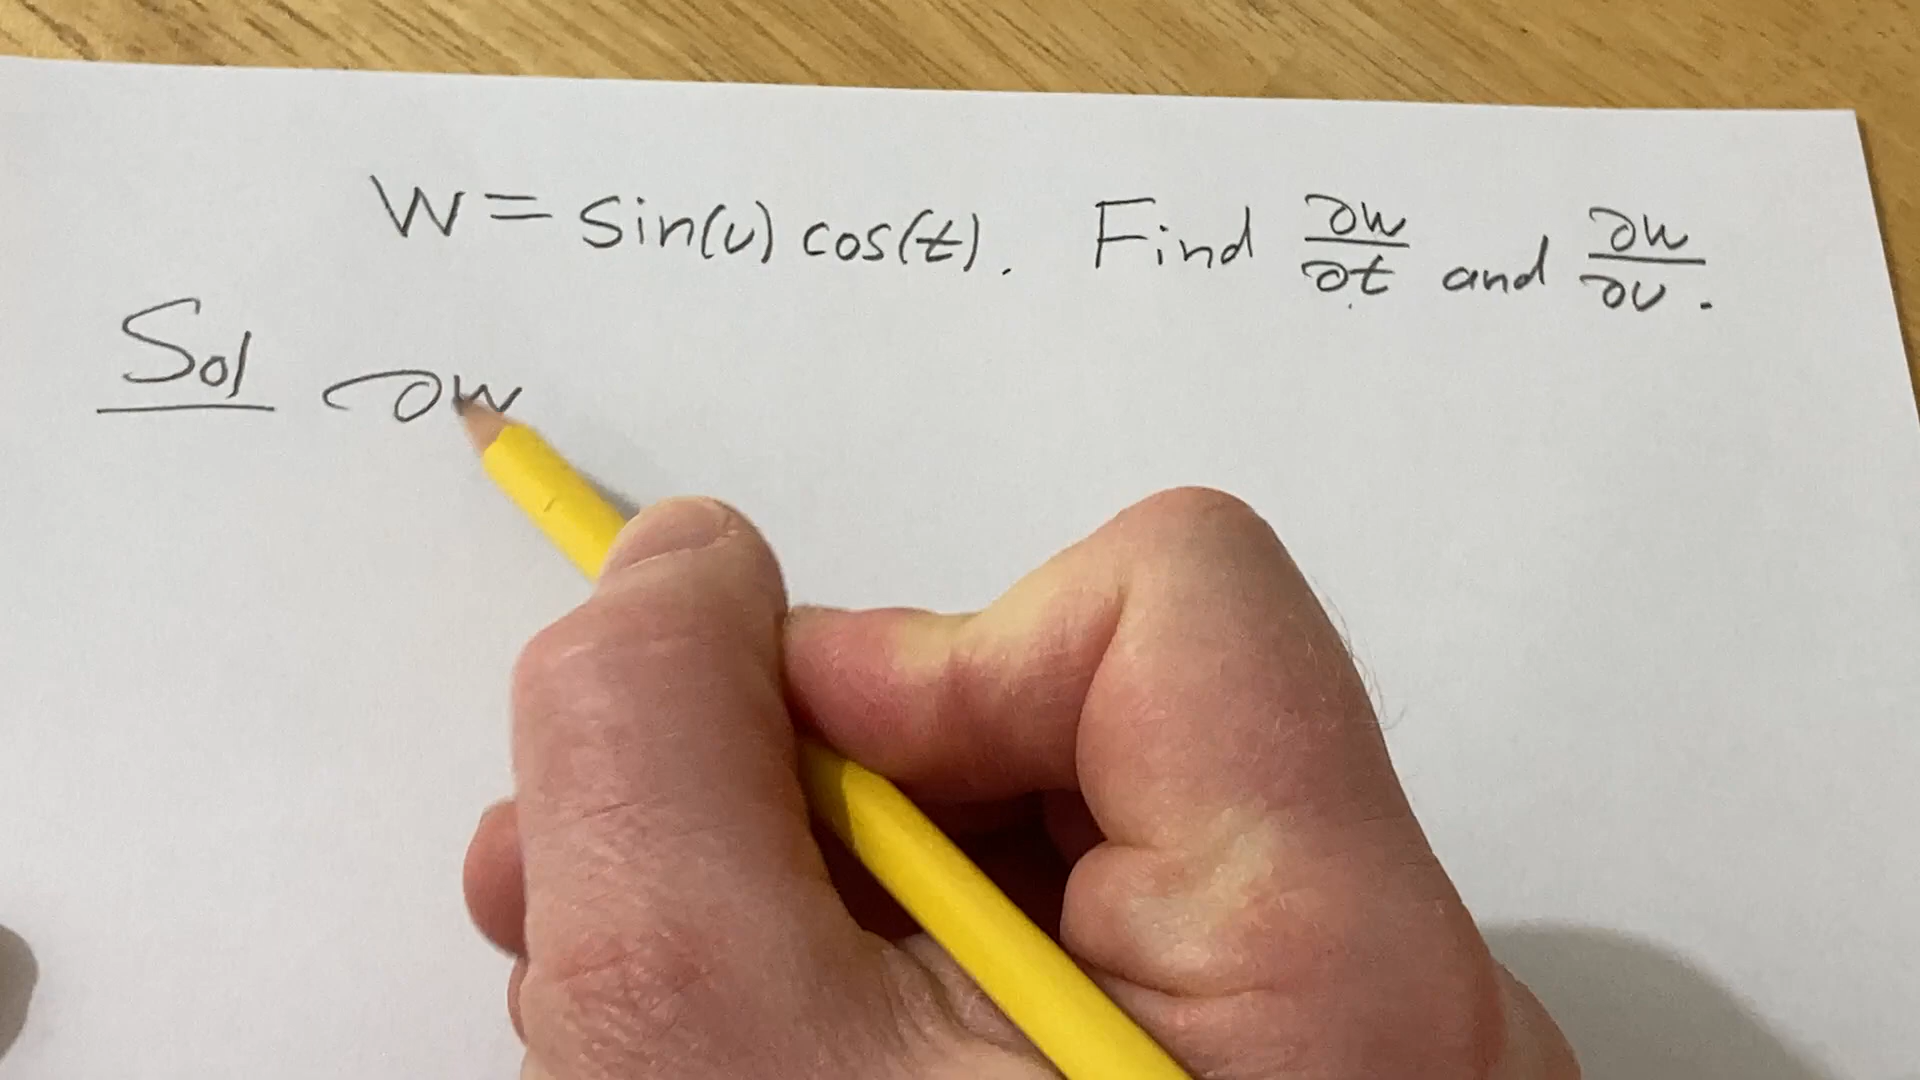 W = sin(v) cos(t). Find ∂w/∂t and ∂w/∂v.
Sol ∂w